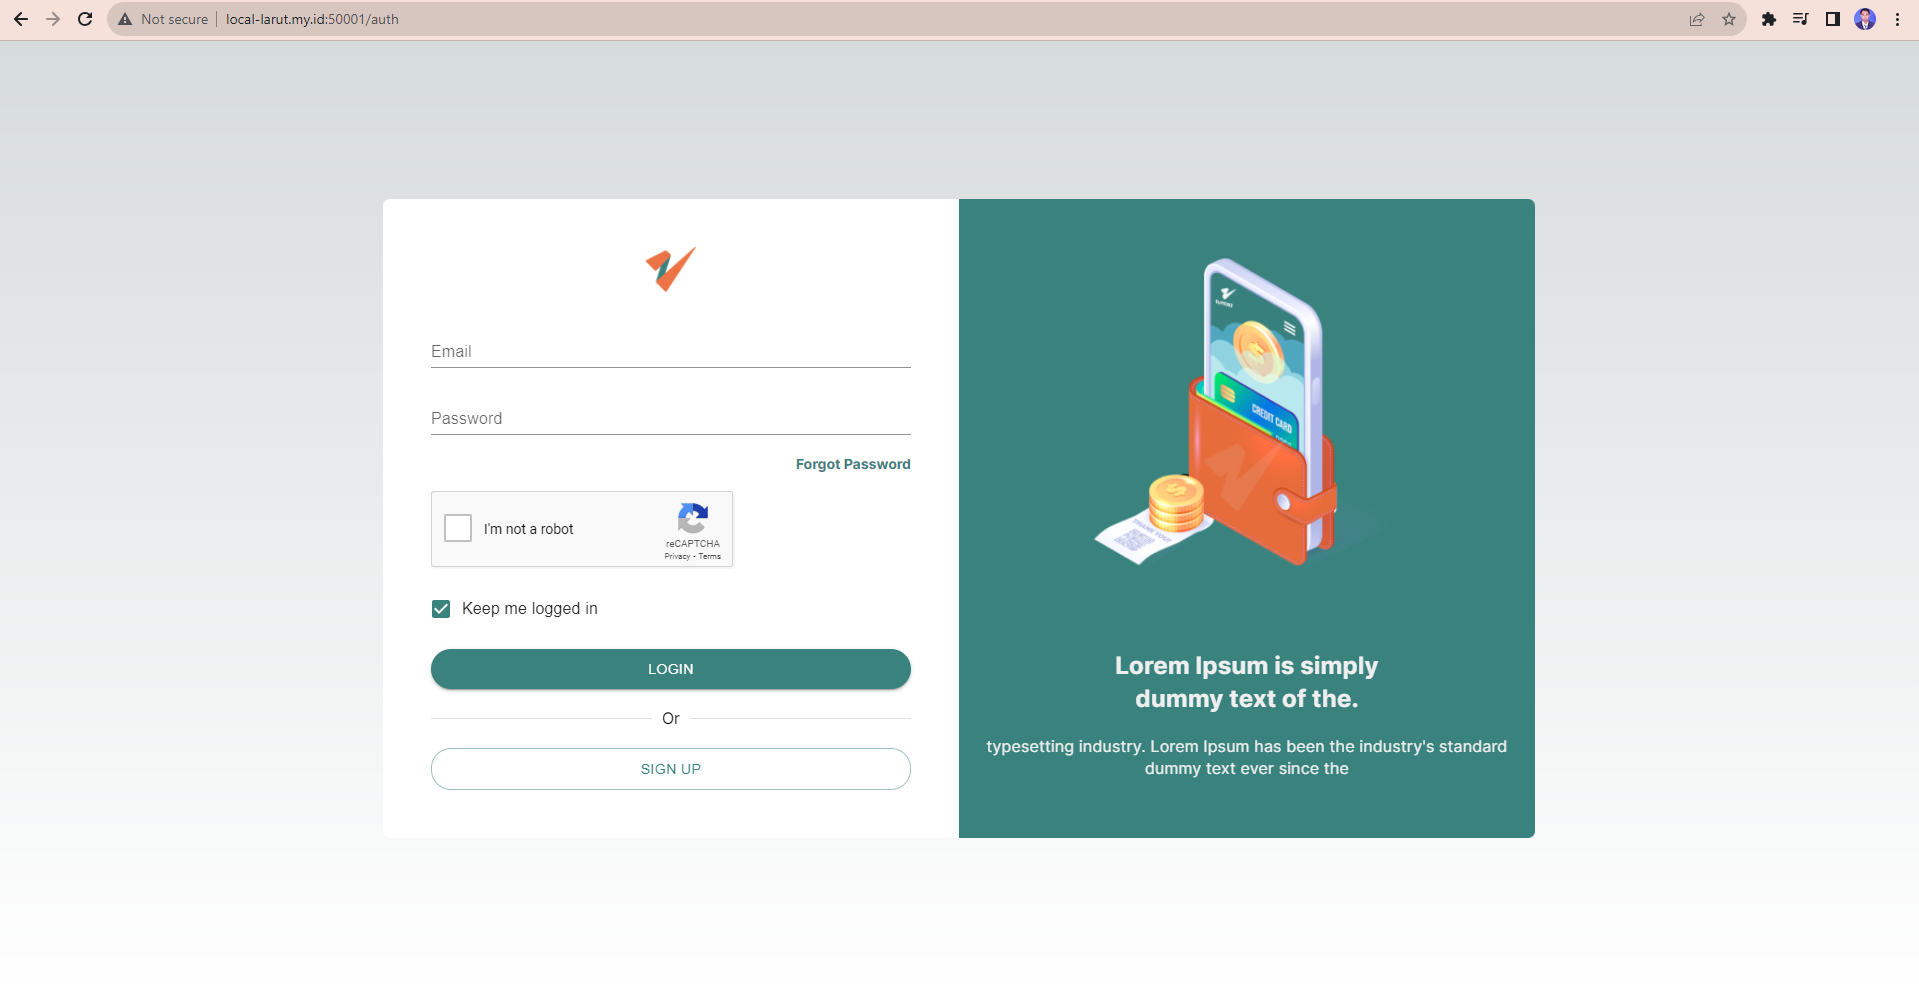 Not secure local-larut.my.id:50001/auth
Email
Password
Forgot Password
I'm not a robot
reCAPTCHA
Privacy - Terms
Keep me logged in
LOGIN
Or
SIGN UP
CREDIT CARD
THANK YOU!
Lorem Ipsum is simply
dummy text of the.
typesetting industry. Lorem Ipsum has been the industry's standard
dummy text ever since the